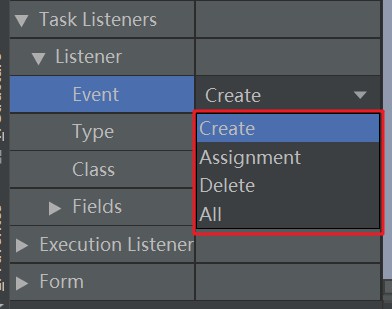 Task Listeners
Listener
Event Create
Create
Type
Assignment
Class
Delete
Fields
All
Execution Listener
Form